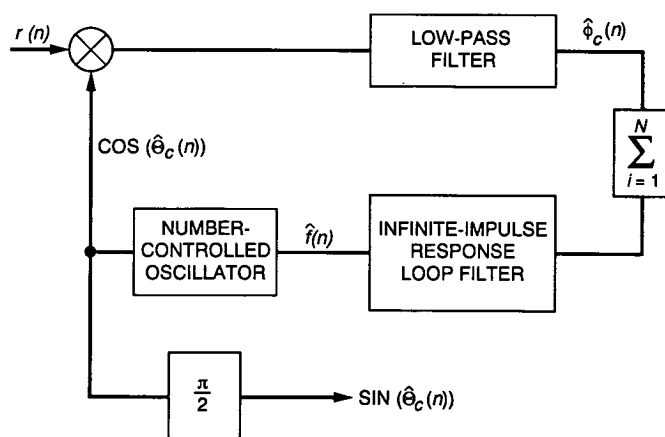 r (n)
LOW-PASS
FILTER
ϕ̂c(n)
COS (Θ̂c(n))
N
∑
i = 1
NUMBER-
CONTROLLED
OSCILLATOR
f̂(n)
INFINITE-IMPULSE
RESPONSE
LOOP FILTER
π
2
SIN (Θ̂c(n))